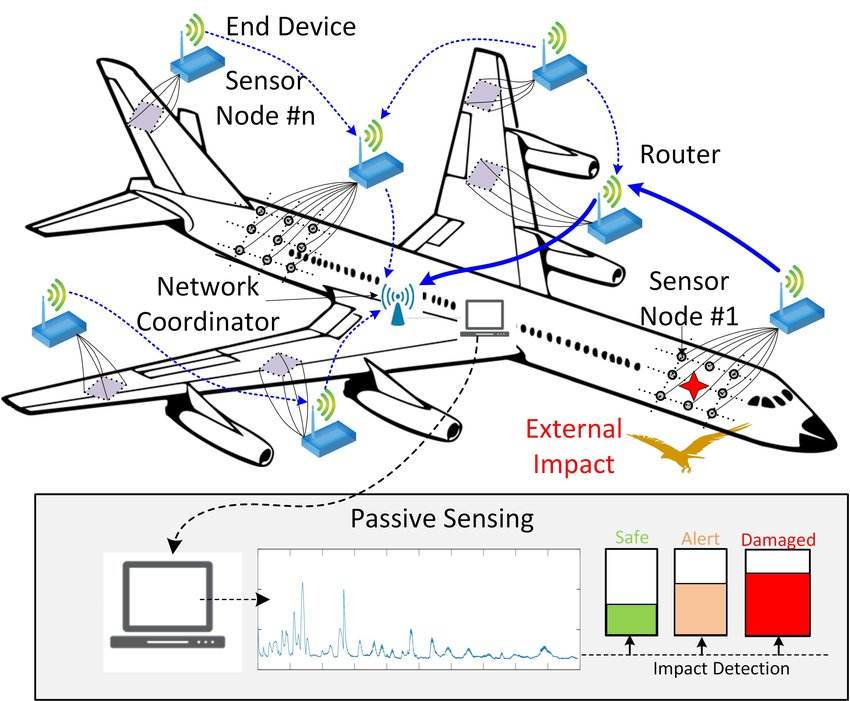 End Device
Sensor
Node #n
Router
Network
Coordinator
Sensor
Node #1
External
Impact
Passive Sensing
Safe
Alert
Damaged
Impact Detection